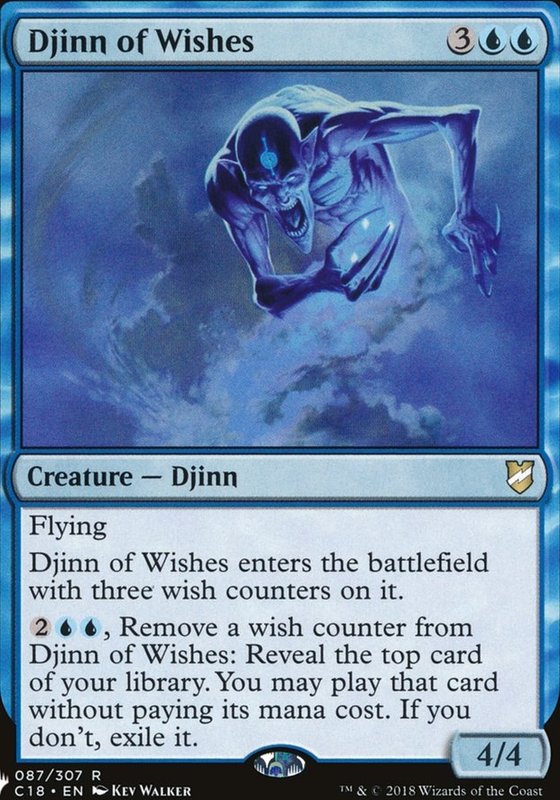 Djinn of Wishes 3
Creature — Djinn
Flying
Djinn of Wishes enters the battlefield
with three wish counters on it.
2, Remove a wish counter from
Djinn of Wishes: Reveal the top card
of your library. You may play that card
without paying its mana cost. If you
don't, exile it.
4/4
087/307 R
C18 • EN Kev Walker
™ & © 2018 Wizards of the Coast